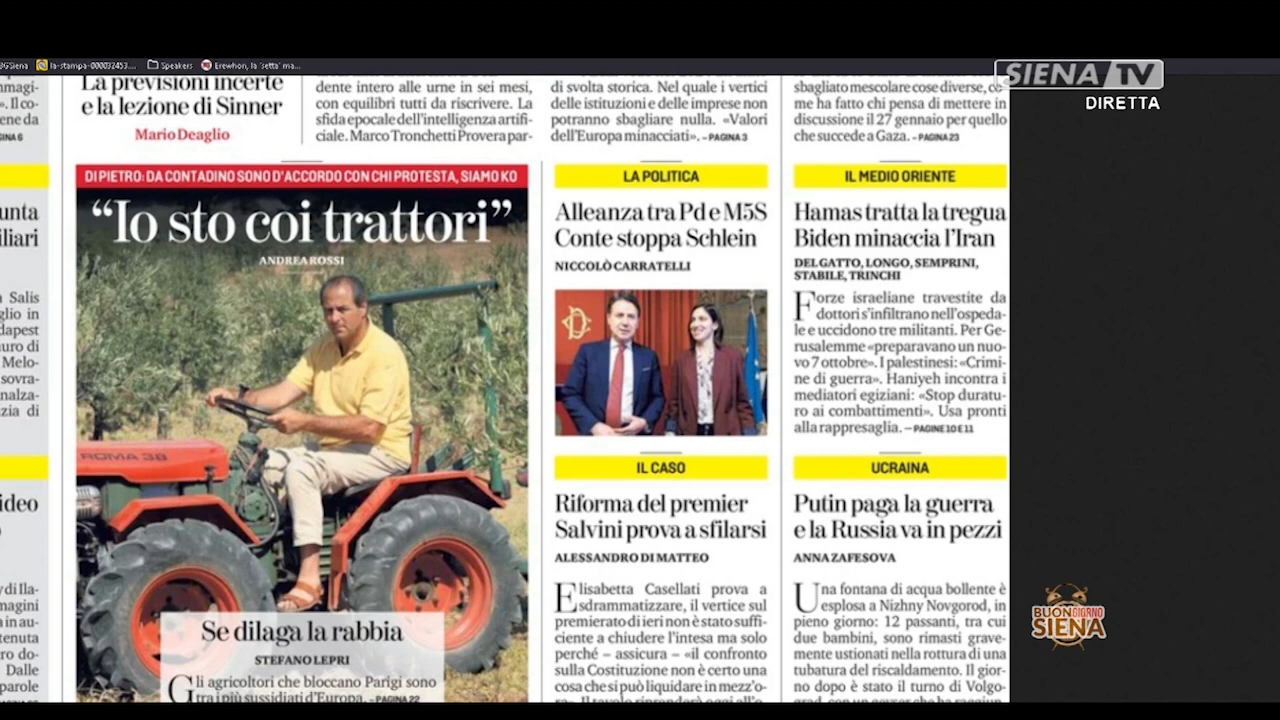 BGSiena
la-stampa-000032453....
Speakers
Erewhon, la 'setta' ma...
SIENA TV
DIRETTA
La previsioni incerte
e la lezione di Sinner
Mario Deaglio
dente intero alle urne in sei mesi,
con equilibri tutti da riscrivere. La
sfida epocale dell'intelligenza artifi-
ciale. Marco Tronchetti Provera par-
di svolta storica. Nel quale i vertici
delle istituzioni e delle imprese non
potranno sbagliare nulla. «Valori
dell'Europa minacciati». – PAGINA 3
sbagliato mescolare cose diverse, co-
me ha fatto chi pensa di mettere in
discussione il 27 gennaio per quello
che succede a Gaza. – PAGINA 23
DI PIETRO: DA CONTADINO SONO D'ACCORDO CON CHI PROTESTA, SIAMO KO
“Io sto coi trattori”
ANDREA ROSSI
ROMA 38
Se dilaga la rabbia
STEFANO LEPRI
Gli agricoltori che bloccano Parigi sono
tra i più sussidiati d'Europa. – PAGINA 22
LA POLITICA
Alleanza tra Pd e M5S
Conte stoppa Schlein
NICCOLÒ CARRATELLI
IL CASO
Riforma del premier
Salvini prova a sfilarsi
ALESSANDRO DI MATTEO
Elisabetta Casellati prova a
sdrammatizzare, il vertice sul
premierato di ieri non è stato suffi-
ciente a chiudere l'intesa ma solo
perché – assicura – «il confronto
sulla Costituzione non è certo una
cosa che si può liquidare in mezz'o-
IL MEDIO ORIENTE
Hamas tratta la tregua
Biden minaccia l'Iran
DEL GATTO, LONGO, SEMPRINI,
STABILE, TRINCHI
Forze israeliane travestite da
dottori s'infiltrano nell'ospeda-
le e uccidono tre militanti. Per Ge-
rusalemme «preparavano un nuo-
vo 7 ottobre». I palestinesi: «Crimi-
ne di guerra». Haniyeh incontra i
mediatori egiziani: «Stop duratu-
ro ai combattimenti». Usa pronti
alla rappresaglia. – PAGINE 10 E 11
UCRAINA
Putin paga la guerra
e la Russia va in pezzi
ANNA ZAFESOVA
Una fontana di acqua bollente è
esplosa a Nizhny Novgorod, in
pieno giorno: 12 passanti, tra cui
due bambini, sono rimasti grave-
mente ustionati nella rottura di una
tubatura del riscaldamento. Il gior-
no dopo è stato il turno di Volgo-
BUONGIORNO
SIENA